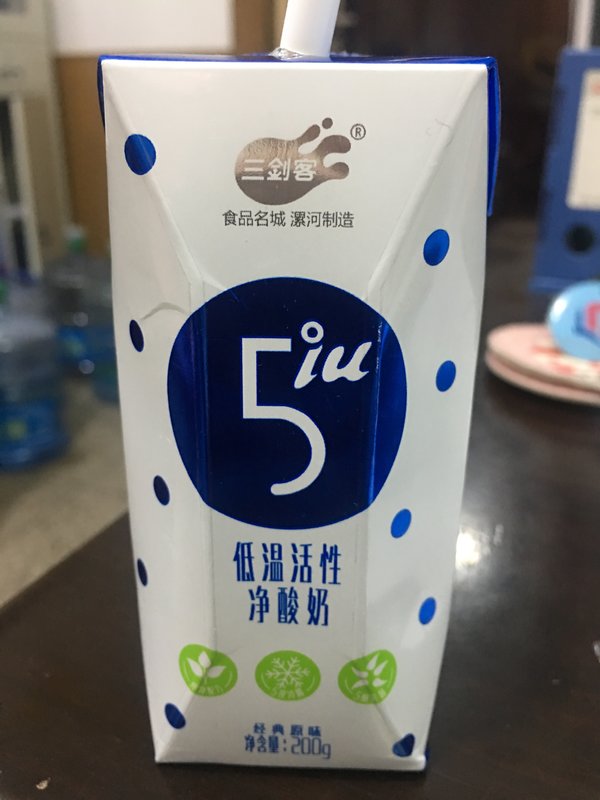 三剑客®
食品名城 漯河制造
5iu
低温活性
净酸奶
经典原味
净含量:200g